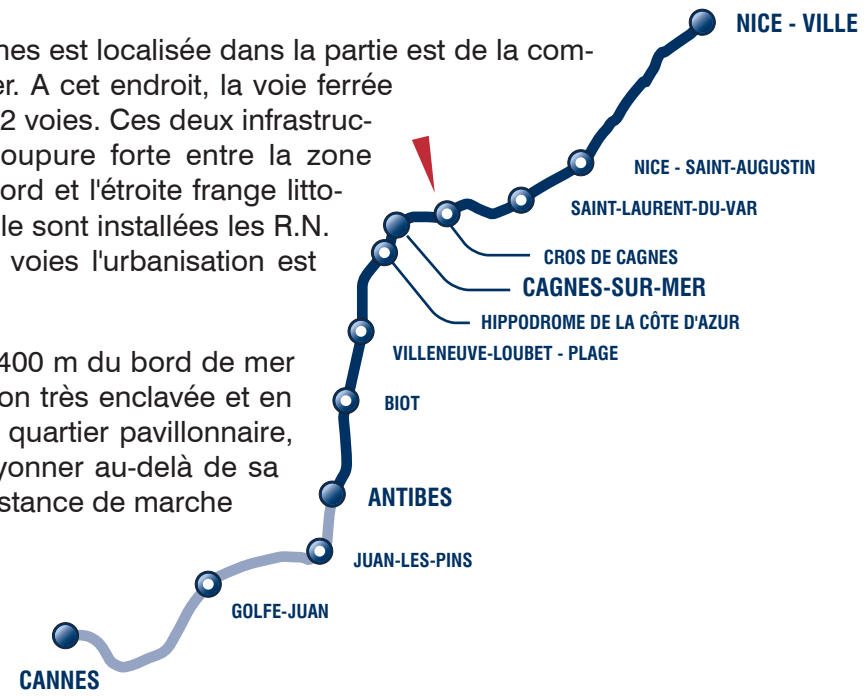 nes est localisée dans la partie est de la com-
er. A cet endroit, la voie ferrée
2 voies. Ces deux infrastruc-
oupure forte entre la zone
ord et l'étroite frange litto-
le sont installées les R.N.
voies l'urbanisation est
400 m du bord de mer
on très enclavée et en
quartier pavillonnaire,
yonner au-delà de sa
stance de marche
NICE - VILLE
NICE - SAINT-AUGUSTIN
SAINT-LAURENT-DU-VAR
CROS DE CAGNES
CAGNES-SUR-MER
HIPPODROME DE LA CÔTE D'AZUR
VILLENEUVE-LOUBET - PLAGE
BIOT
ANTIBES
JUAN-LES-PINS
GOLFE-JUAN
CANNES